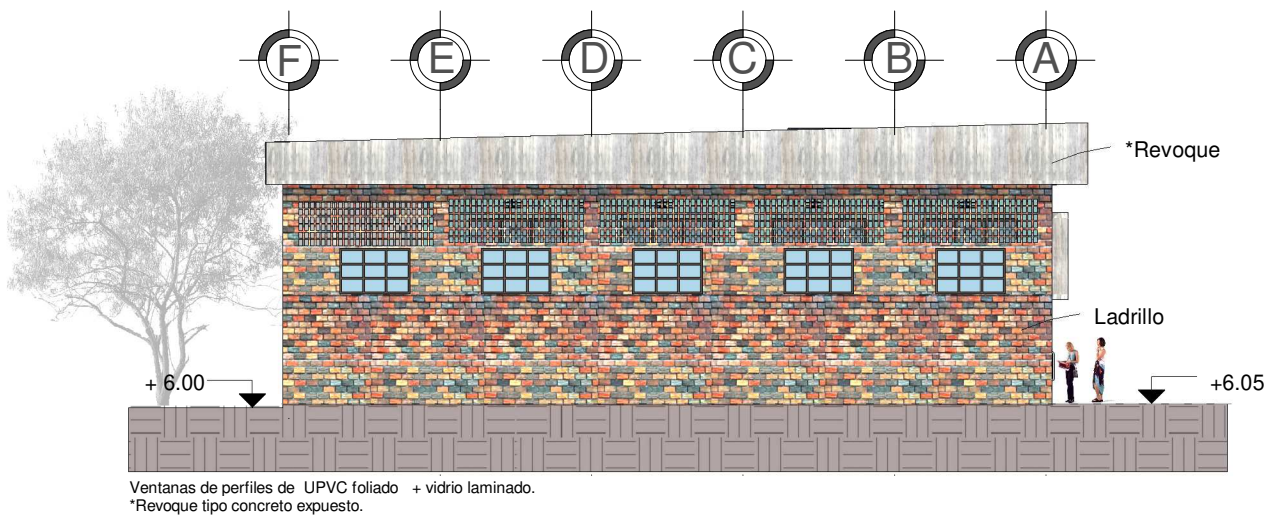 F E D C B A
*Revoque
Ladrillo
+ 6.00
+6.05
Ventanas de perfiles de UPVC foliado + vidrio laminado.
*Revoque tipo concreto expuesto.